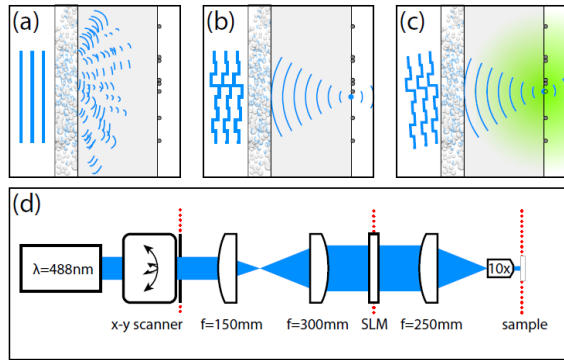 (a)
(b)
(c)
(d)
λ=488nm
10x
x-y scanner
f=150mm
f=300mm
SLM
f=250mm
sample